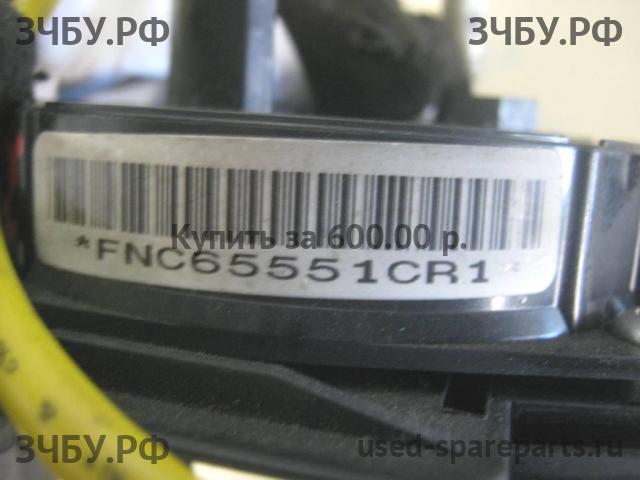 ЗЧБУ.РФ ЗЧБУ.РФ
Купить за 600.00 р.
*FNC65551CR1*
ЗЧБУ.РФ used-spareparts.ru